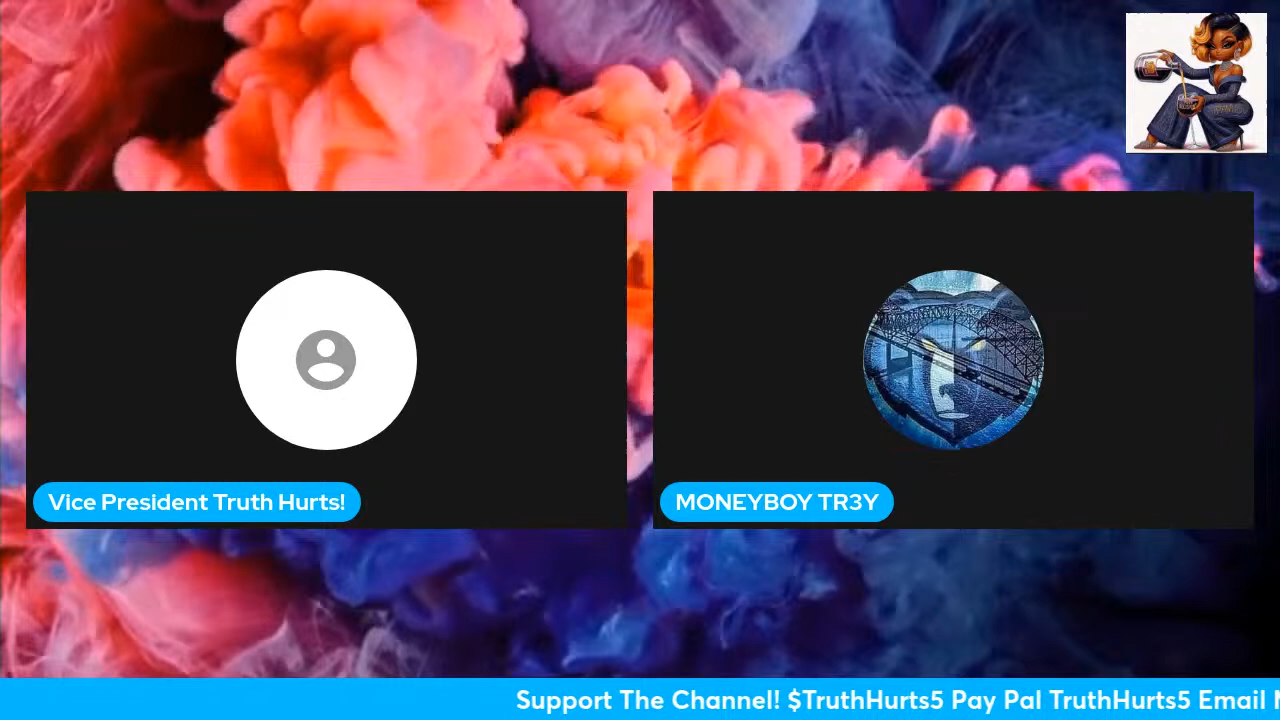 Vice President Truth Hurts!
MONEYBOY TR3Y
Support The Channel! $TruthHurts5 Pay Pal TruthHurts5 Email